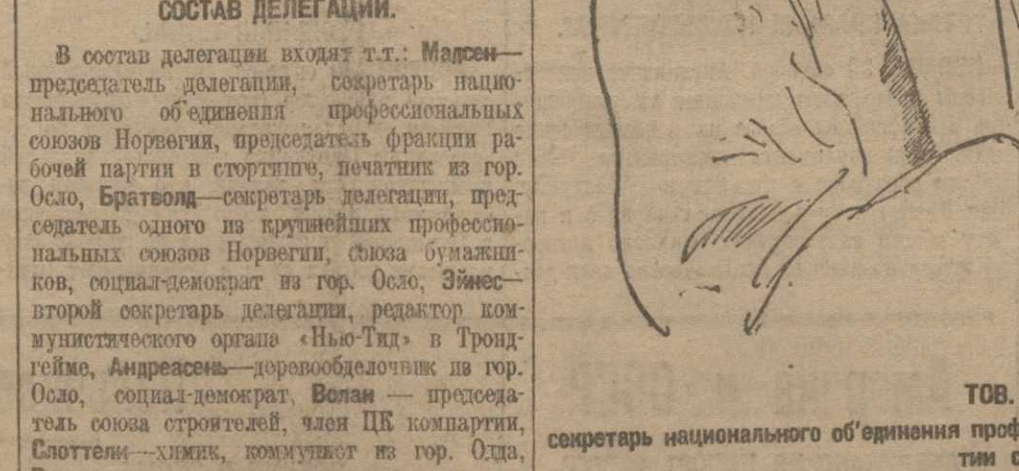 СОСТАВ ДЕЛЕГАЦИИ.
В состав делегации входят т.т.: Мадсен—
председатель делегации, секретарь нацио-
нального об'единения профессиональных
союзов Норвегии, председатель фракции ра-
бочей партии в стортинге, печатник из гор.
Осло, Братволд—секретарь делегации, пред-
седатель одного из крупнейших профессио-
нальных союзов Норвегии, союза бумажни-
ков, социал-демократ из гор. Осло, Эйнес—
второй секретарь делегации, редактор ком-
мунистического органа «Нью-Тид» в Тронд-
гейме, Андреасень—деревообделочник из гор.
Осло, социал-демократ, Волан — председа-
тель союза строителей, член ЦК компартии,
Слоттели—химик, коммунист из гор. Одда,
ТОВ.
секретарь национального об'единения проф
тии с